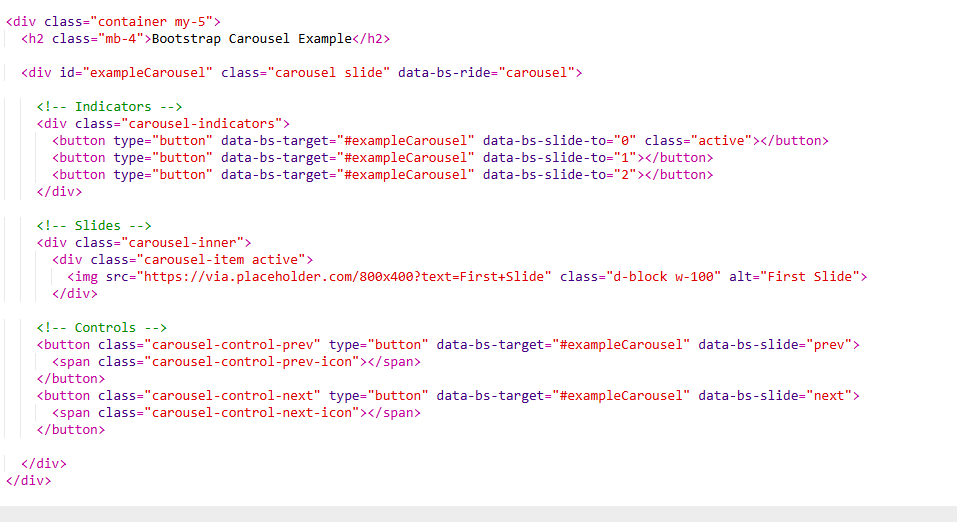 <div class="container my-5">
<h2 class="mb-4">Bootstrap Carousel Example</h2>
<div id="exampleCarousel" class="carousel slide" data-bs-ride="carousel">
<!-- Indicators -->
<div class="carousel-indicators">
<button type="button" data-bs-target="#exampleCarousel" data-bs-slide-to="0" class="active"></button>
<button type="button" data-bs-target="#exampleCarousel" data-bs-slide-to="1"></button>
<button type="button" data-bs-target="#exampleCarousel" data-bs-slide-to="2"></button>
</div>
<!-- Slides -->
<div class="carousel-inner">
<div class="carousel-item active">
<img src="https://via.placeholder.com/800x400?text=First+Slide" class="d-block w-100" alt="First Slide">
</div>
<!-- Controls -->
<button class="carousel-control-prev" type="button" data-bs-target="#exampleCarousel" data-bs-slide="prev">
<span class="carousel-control-prev-icon"></span>
</button>
<button class="carousel-control-next" type="button" data-bs-target="#exampleCarousel" data-bs-slide="next">
<span class="carousel-control-next-icon"></span>
</button>
</div>
</div>